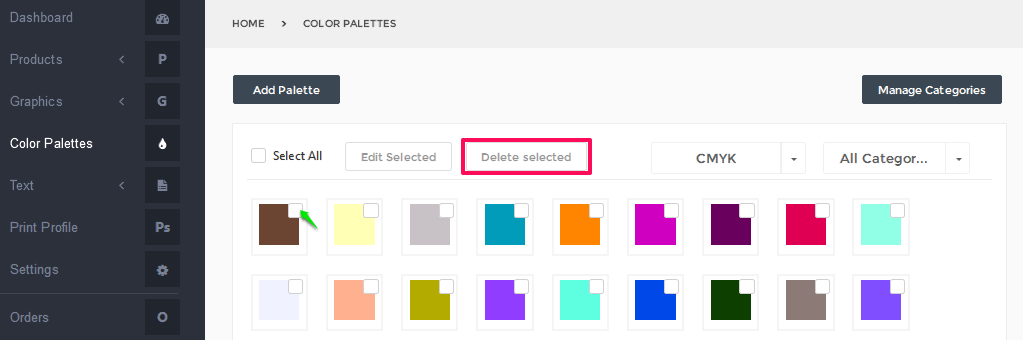 Dashboard
Products P
Graphics G
Color Palettes
Text
Print Profile Ps
Settings
Orders O
HOME > COLOR PALETTES
Add Palette Manage Categories
Select All Edit Selected Delete selected CMYK All Categor...